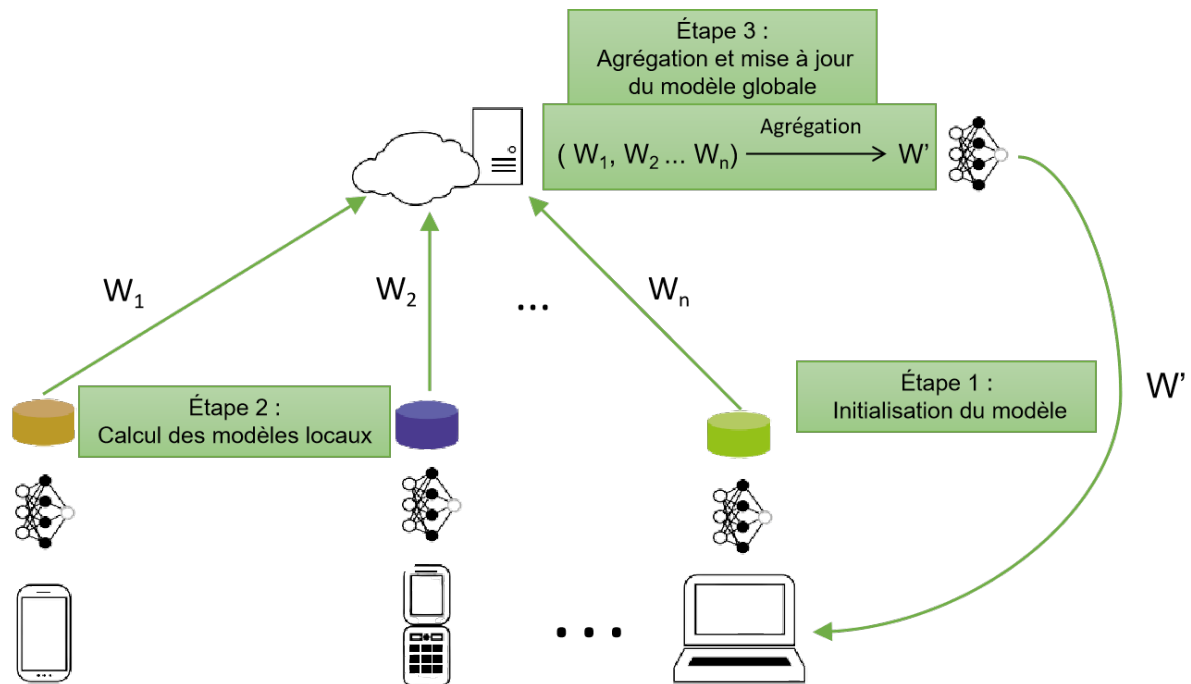 Étape 3 :
Agrégation et mise à jour
du modèle globale
Agrégation
( W₁, W₂ ... Wₙ) W'
W₁
W₂
...
Wₙ
Étape 1 :
Initialisation du modèle
W'
Étape 2 :
Calcul des modèles locaux
...